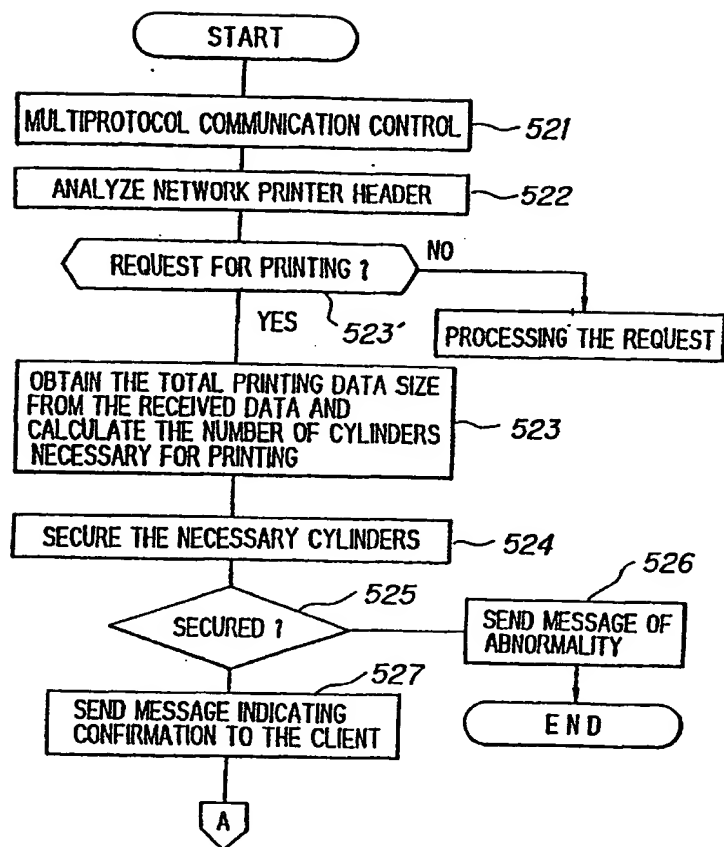 START
MULTIPROTOCOL COMMUNICATION CONTROL
521
ANALYZE NETWORK PRINTER HEADER
522
REQUEST FOR PRINTING ?
NO
YES
523'
PROCESSING THE REQUEST
OBTAIN THE TOTAL PRINTING DATA SIZE
FROM THE RECEIVED DATA AND
CALCULATE THE NUMBER OF CYLINDERS
NECESSARY FOR PRINTING
523
SECURE THE NECESSARY CYLINDERS
524
SECURED ?
525
526
SEND MESSAGE OF
ABNORMALITY
527
SEND MESSAGE INDICATING
CONFIRMATION TO THE CLIENT
END
A